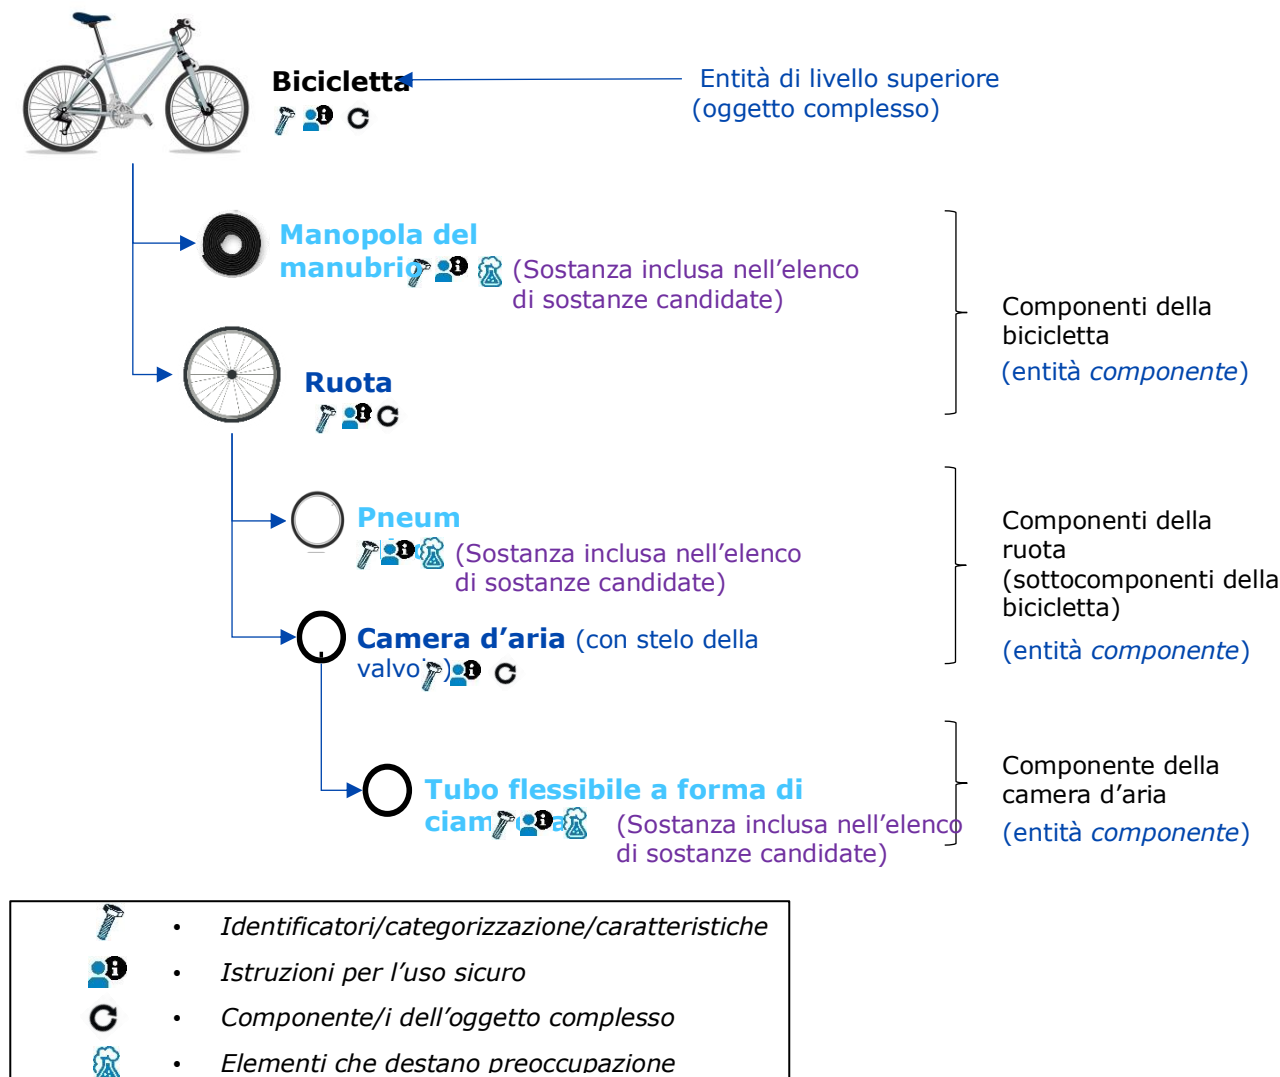 Bicicletta
Entità di livello superiore
(oggetto complesso)
Manopola del
manubrio
(Sostanza inclusa nell’elenco
di sostanze candidate)
Componenti della
bicicletta
(entità componente)
Ruota
Pneum
(Sostanza inclusa nell’elenco
di sostanze candidate)
Componenti della
ruota
(sottocomponenti della
bicicletta)
(entità componente)
Camera d’aria (con stelo della
Tubo flessibile a forma di
(Sostanza inclusa nell’elenco
di sostanze candidate)
Componente della
camera d’aria
(entità componente)
• Identificatori/categorizzazione/caratteristiche
• Istruzioni per l’uso sicuro
• Componente/i dell’oggetto complesso
• Elementi che destano preoccupazione